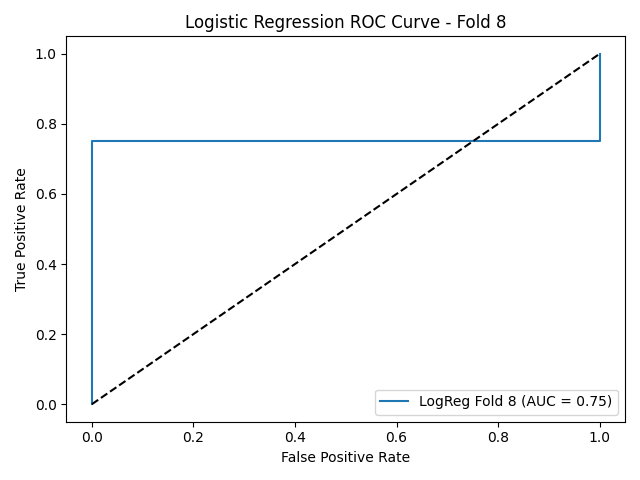 Logistic Regression ROC Curve - Fold 8
1.0
0.8
0.6
0.4
0.2
0.0
True Positive Rate
LogReg Fold 8 (AUC = 0.75)
0.0 0.2 0.4 0.6 0.8 1.0
False Positive Rate